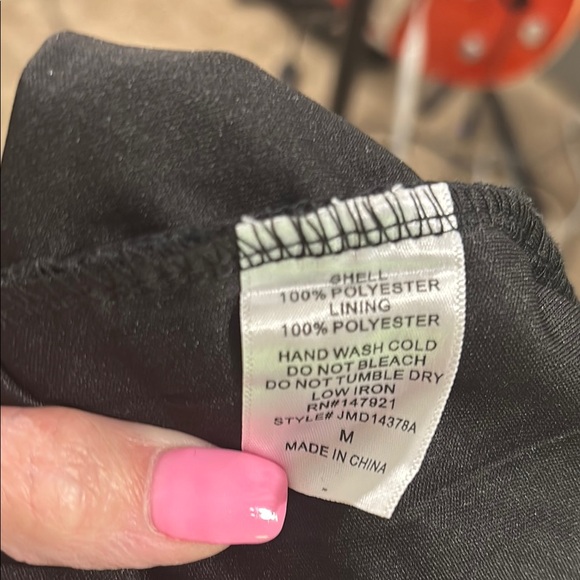 SHELL
100% POLYESTER
LINING
100% POLYESTER
HAND WASH COLD
DO NOT BLEACH
DO NOT TUMBLE DRY
LOW IRON
RN#147921
STYLE# JMD14378A
M
MADE IN CHINA